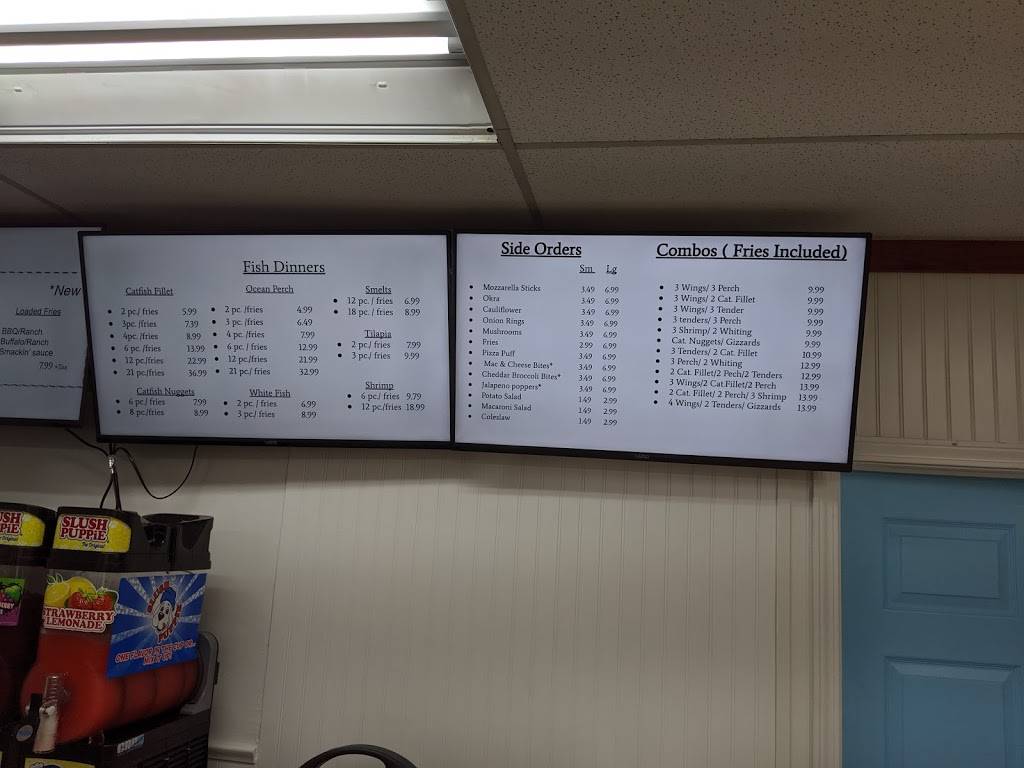 *New
Loaded Fries
BBQ/Ranch
Buffalo/Ranch
Smackin' sauce
7.99 +Tax
Fish Dinners
Catfish Fillet
• 2 pc./ fries 5.99
• 3pc. /fries 7.39
• 4pc. /fries 8.99
• 6 pc. /fries 13.99
• 12 pc./fries 22.99
• 21 pc./fries 36.99
Catfish Nuggets
• 6 pc./ fries 7.99
• 8 pc./fries 8.99
Ocean Perch
• 2 pc. /fries 4.99
• 3 pc. /fries 6.49
• 4 pc. / fries 7.99
• 6 pc. / fries 12.99
• 12 pc./fries 21.99
• 21 pc./ fries 32.99
White Fish
• 2 pc. / fries 6.99
• 3 pc./ fries 8.99
Smelts
• 12 pc. / fries 6.99
• 18 pc. / fries 8.99
Tilapia
• 2 pc./ fries 7.99
• 3 pc./ fries 9.99
Shrimp
• 6 pc./ fries 9.79
• 12 pc./fries 18.99
Side Orders
Sm Lg
• Mozzarella Sticks 3.49 6.99
• Okra 3.49 6.99
• Cauliflower 3.49 6.99
• Onion Rings 3.49 6.99
• Mushrooms 3.49 6.99
• Fries 2.99 6.99
• Pizza Puff 3.49 6.99
• Mac & Cheese Bites* 3.49 6.99
• Cheddar Broccoli Bites* 3.49 6.99
• Jalapeno poppers* 3.49 6.99
• Potato Salad 1.49 2.99
• Macaroni Salad 1.49 2.99
• Coleslaw 1.49 2.99
Combos ( Fries Included)
• 3 Wings/ 3 Perch 9.99
• 3 Wings/ 2 Cat. Fillet 9.99
• 3 Wings/ 3 Tender 9.99
• 3 tenders/ 3 Perch 9.99
• 3 Shrimp/ 2 Whiting 9.99
• Cat. Nuggets/ Gizzards 9.99
• 3 Tenders/ 2 Cat. Fillet 10.99
• 3 Perch/ 2 Whiting 12.99
• 2 Cat. Fillet/2 Pech/2 Tenders 12.99
• 3 Wings/2 Cat.Fillet/2 Perch 13.99
• 2 Cat. Fillet/ 2 Perch/ 3 Shrimp 13.99
• 4 Wings/ 2 Tenders/ Gizzards 13.99
SLUSH
PUPPiE
The Original
STRAWBERRY
LEMONADE
SLUSH
PUPPiE
ONE FLAVOR IN THE CUP OR...
MIX IT UP!